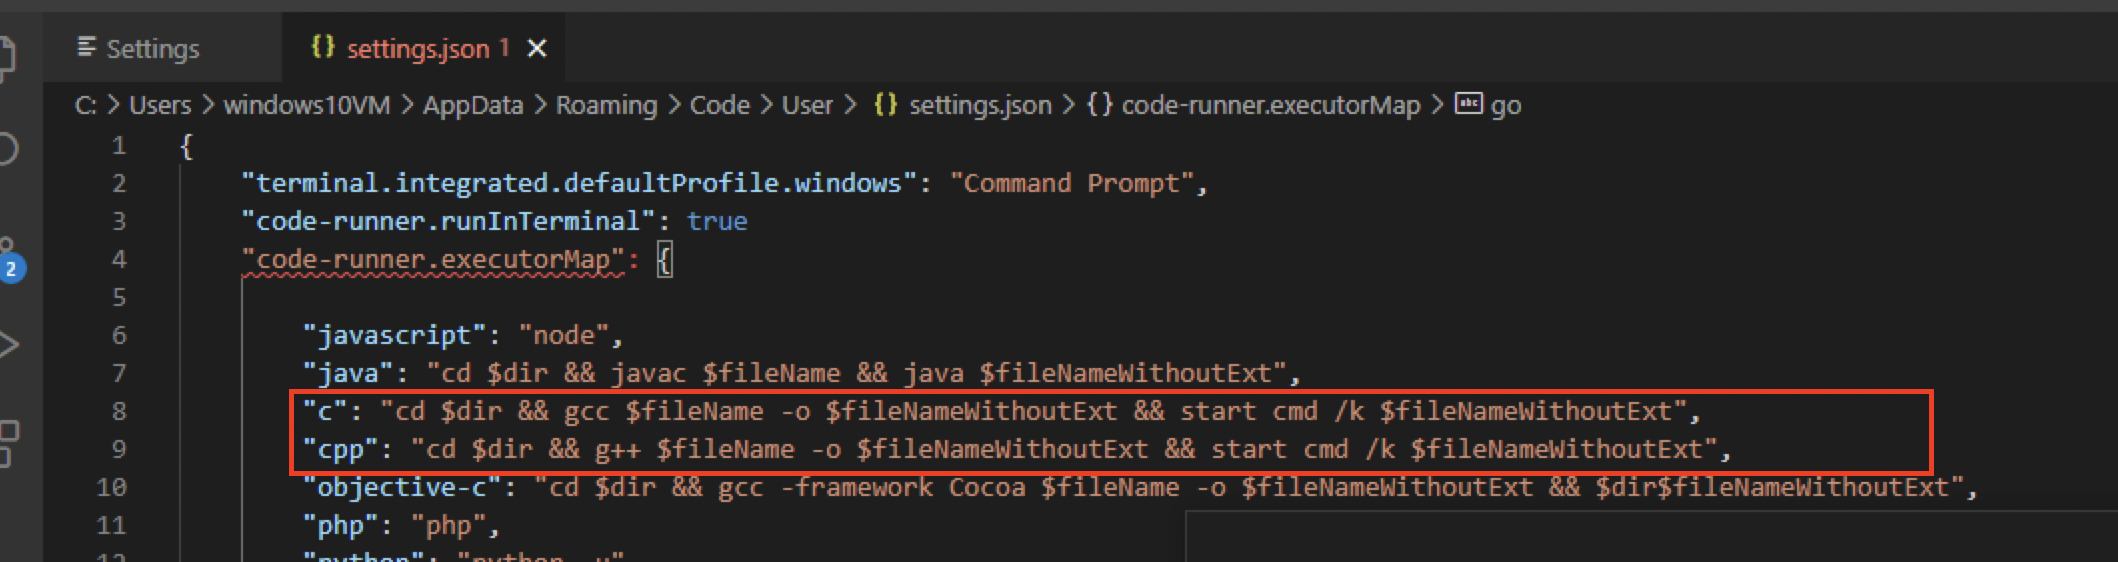 Settings
{} settings.json 1 ×
C: > Users > windows10VM > AppData > Roaming > Code > User > {} settings.json > {} code-runner.executorMap > abc go
1 {
2 "terminal.integrated.defaultProfile.windows": "Command Prompt",
3 "code-runner.runInTerminal": true
4 "code-runner.executorMap": {
5
6 "javascript": "node",
7 "java": "cd $dir && javac $fileName && java $fileNameWithoutExt",
8 "c": "cd $dir && gcc $fileName -o $fileNameWithoutExt && start cmd /k $fileNameWithoutExt",
9 "cpp": "cd $dir && g++ $fileName -o $fileNameWithoutExt && start cmd /k $fileNameWithoutExt",
10 "objective-c": "cd $dir && gcc -framework Cocoa $fileName -o $fileNameWithoutExt && $dir$fileNameWithoutExt",
11 "php": "php",
12 "python": "python -u"
2